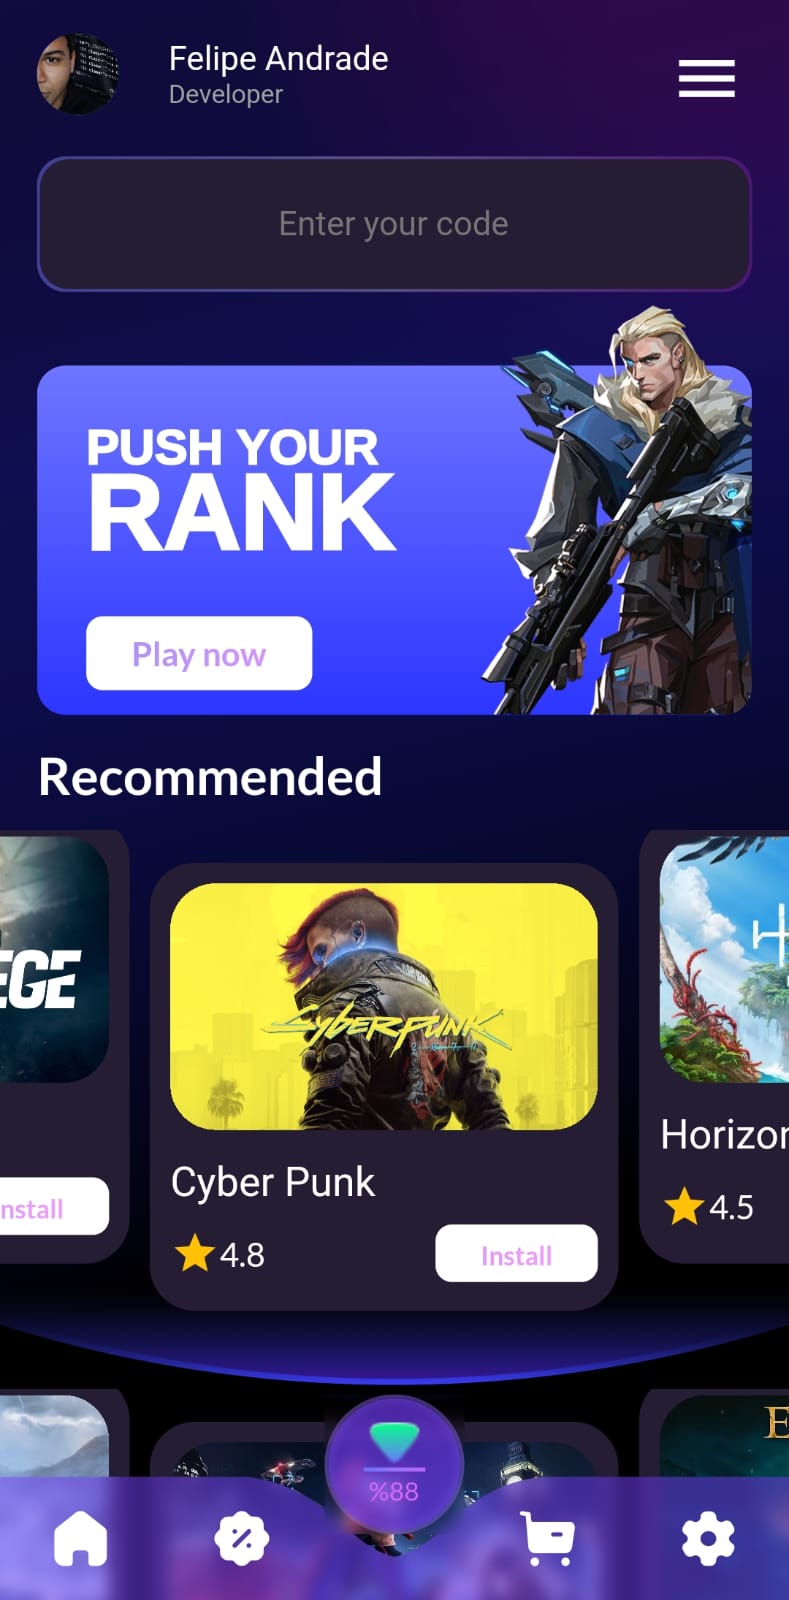 Felipe Andrade
Developer
Enter your code
PUSH YOUR
RANK
Play now
Recommended
EGE
CYBERPUNK
Cyber Punk
4.8
Install
nstall
H
Horizon
4.5
E
%88